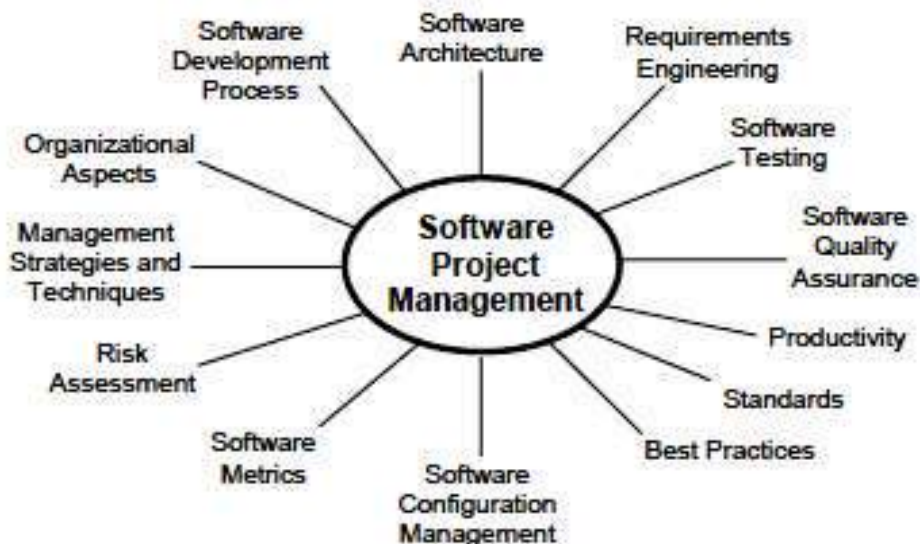 Software
Development
Process
Software
Architecture
Requirements
Engineering
Organizational
Aspects
Software
Testing
Software
Project
Management
Management
Strategies and
Techniques
Software
Quality
Assurance
Risk
Assessment
Productivity
Standards
Software
Metrics
Software
Configuration
Management
Best Practices